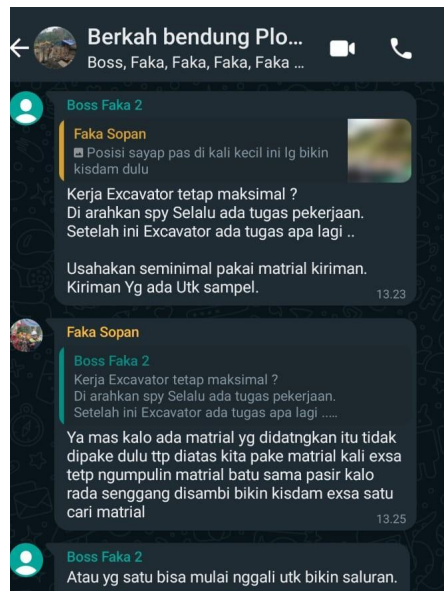 Berkah bendung Plo...
Boss, Faka, Faka, Faka, Faka ...
Boss Faka 2
Faka Sopan
Posisi sayap pas di kali kecil ini lg bikin
kisdam dulu
Kerja Excavator tetap maksimal ?
Di arahkan spy Selalu ada tugas pekerjaan.
Setelah ini Excavator ada tugas apa lagi ..
Usahakan seminimal pakai matrial kiriman.
Kiriman Yg ada Utk sampel.
13.23
Faka Sopan
Boss Faka 2
Kerja Excavator tetap maksimal ?
Di arahkan spy Selalu ada tugas pekerjaan.
Setelah ini Excavator ada tugas apa lagi .....
Ya mas kalo ada matrial yg didatngkan itu tidak
dipake dulu ttp diatas kita pake matrial kali exsa
tetp ngumpulin matrial batu sama pasir kalo
rada senggang disambi bikin kisdam exsa satu
cari matrial
13.25
Boss Faka 2
Atau yg satu bisa mulai nggali utk bikin saluran.